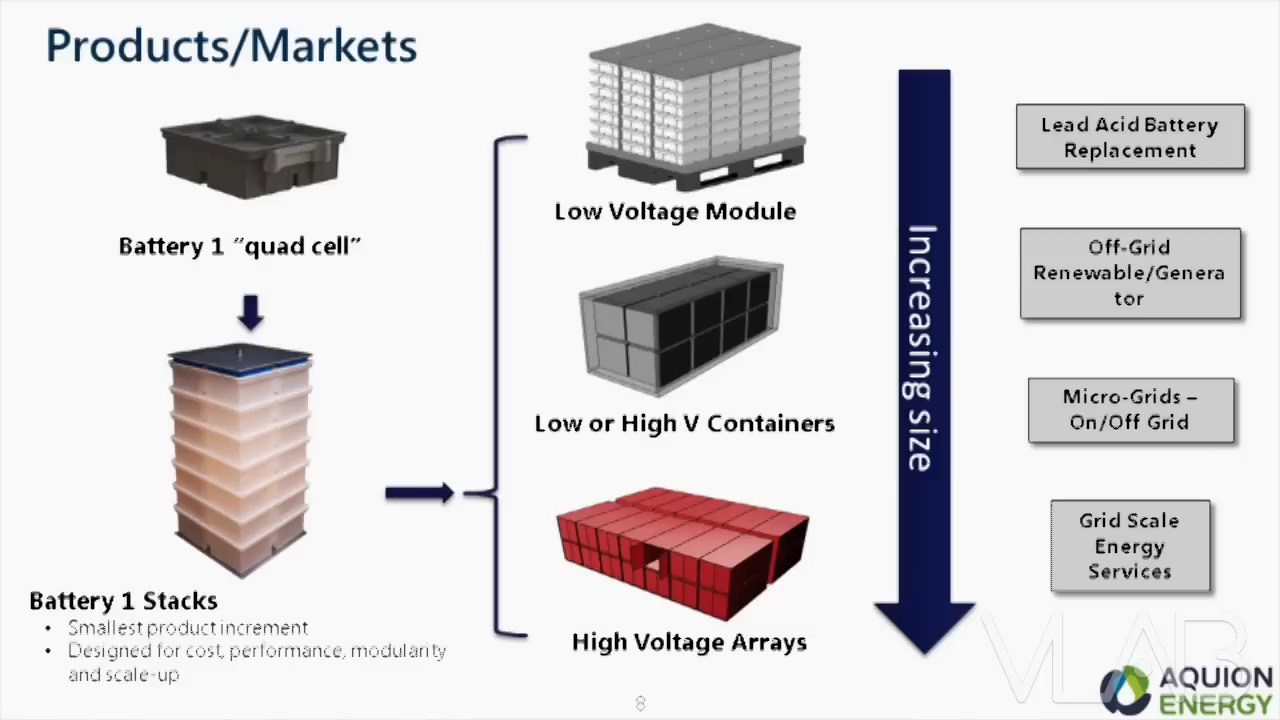 Products/Markets
Battery 1 “quad cell”
Battery 1 Stacks
• Smallest product increment
• Designed for cost, performance, modularity
and scale-up
Low Voltage Module
Low or High V Containers
High Voltage Arrays
Increasing size
Lead Acid Battery
Replacement
Off-Grid
Renewable/Genera
tor
Micro-Grids –
On/Off Grid
Grid Scale
Energy
Services
8
VLAB
AQUION
ENERGY